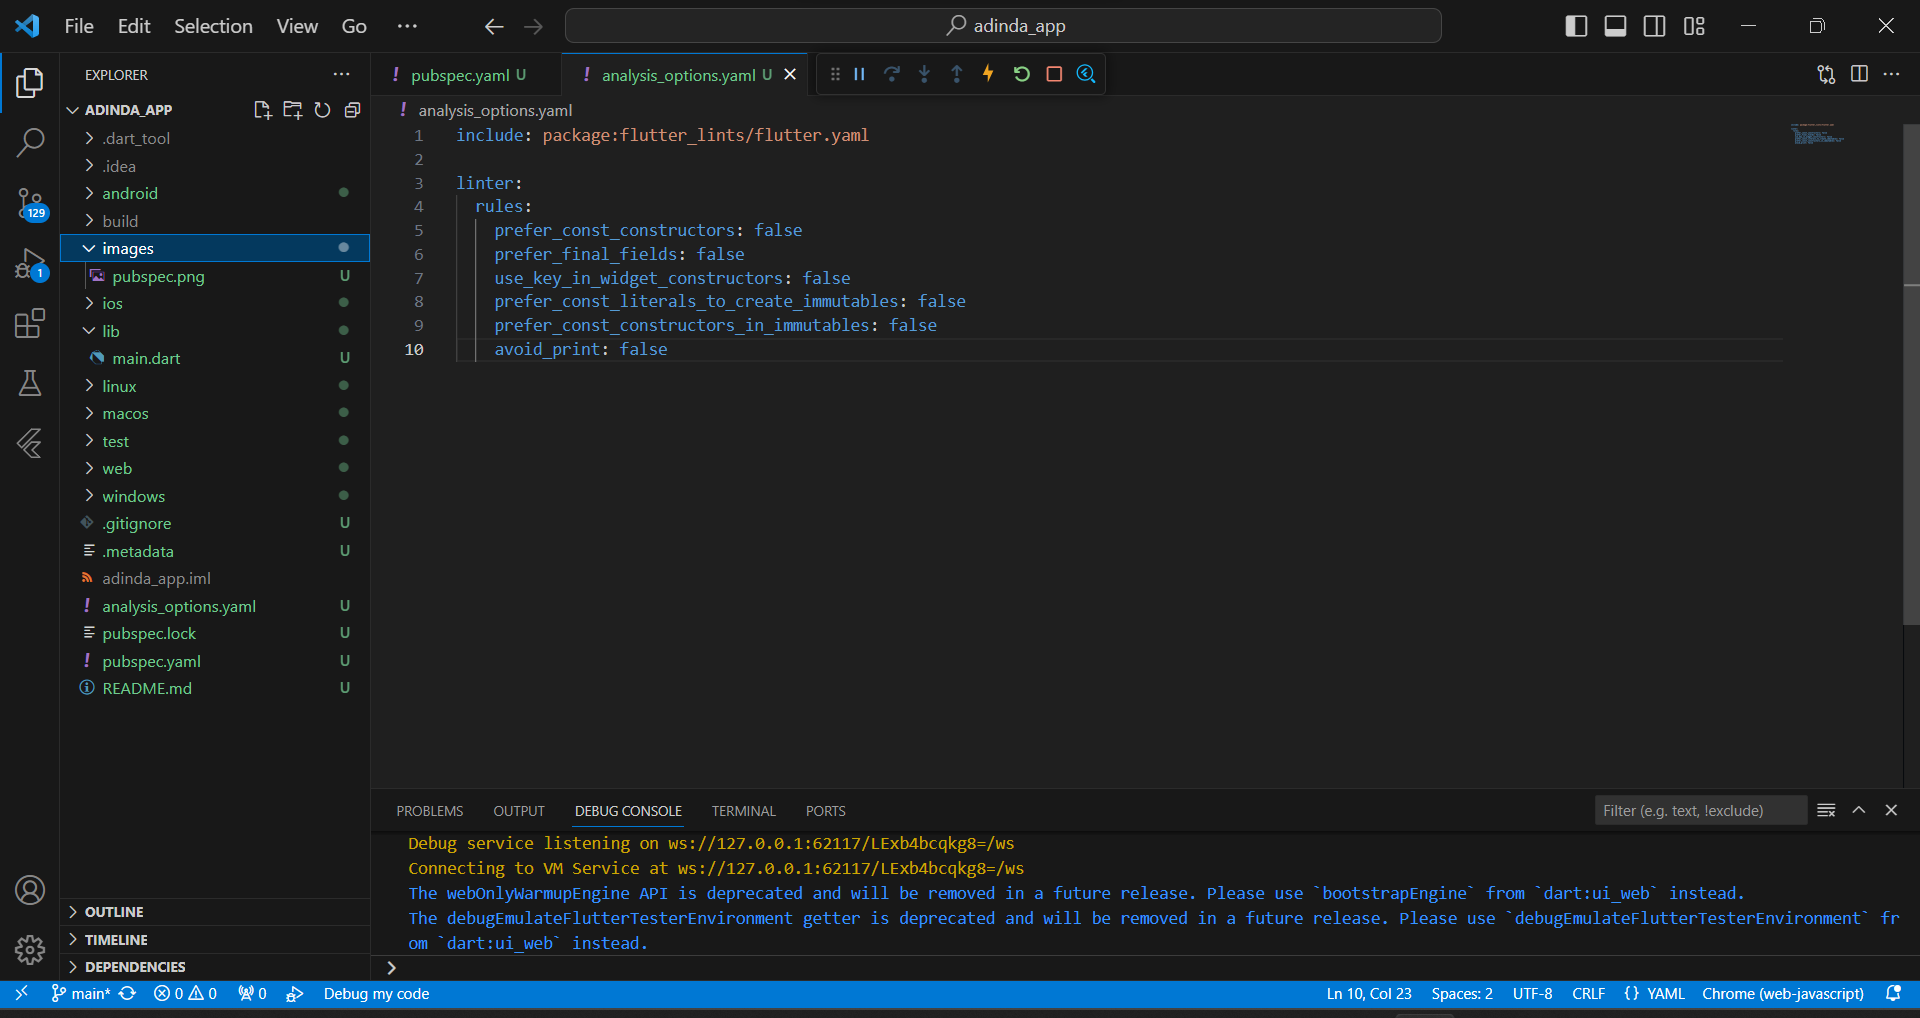 File Edit Selection View Go ···
adinda_app
EXPLORER
ADINDA_APP
.dart_tool
.idea
android
build
images
pubspec.png U
ios
lib
main.dart U
linux
macos
test
web
windows
.gitignore U
.metadata U
adinda_app.iml
! analysis_options.yaml U
pubspec.lock U
! pubspec.yaml U
README.md U
OUTLINE
TIMELINE
DEPENDENCIES
129
1
! pubspec.yaml U
! analysis_options.yaml U
! analysis_options.yaml
1 include: package:flutter_lints/flutter.yaml
2
3 linter:
4 rules:
5 prefer_const_constructors: false
6 prefer_final_fields: false
7 use_key_in_widget_constructors: false
8 prefer_const_literals_to_create_immutables: false
9 prefer_const_constructors_in_immutables: false
10 avoid_print: false
PROBLEMS OUTPUT DEBUG CONSOLE TERMINAL PORTS
Filter (e.g. text, !exclude)
Debug service listening on ws://127.0.0.1:62117/LExb4bcqkg8=/ws
Connecting to VM Service at ws://127.0.0.1:62117/LExb4bcqkg8=/ws
The webOnlyWarmupEngine API is deprecated and will be removed in a future release. Please use `bootstrapEngine` from `dart:ui_web` instead.
The debugEmulateFlutterTesterEnvironment getter is deprecated and will be removed in a future release. Please use `debugEmulateFlutterTesterEnvironment` fr
om `dart:ui_web` instead.
main* 0 0 0 Debug my code
Ln 10, Col 23 Spaces: 2 UTF-8 CRLF {} YAML Chrome (web-javascript)